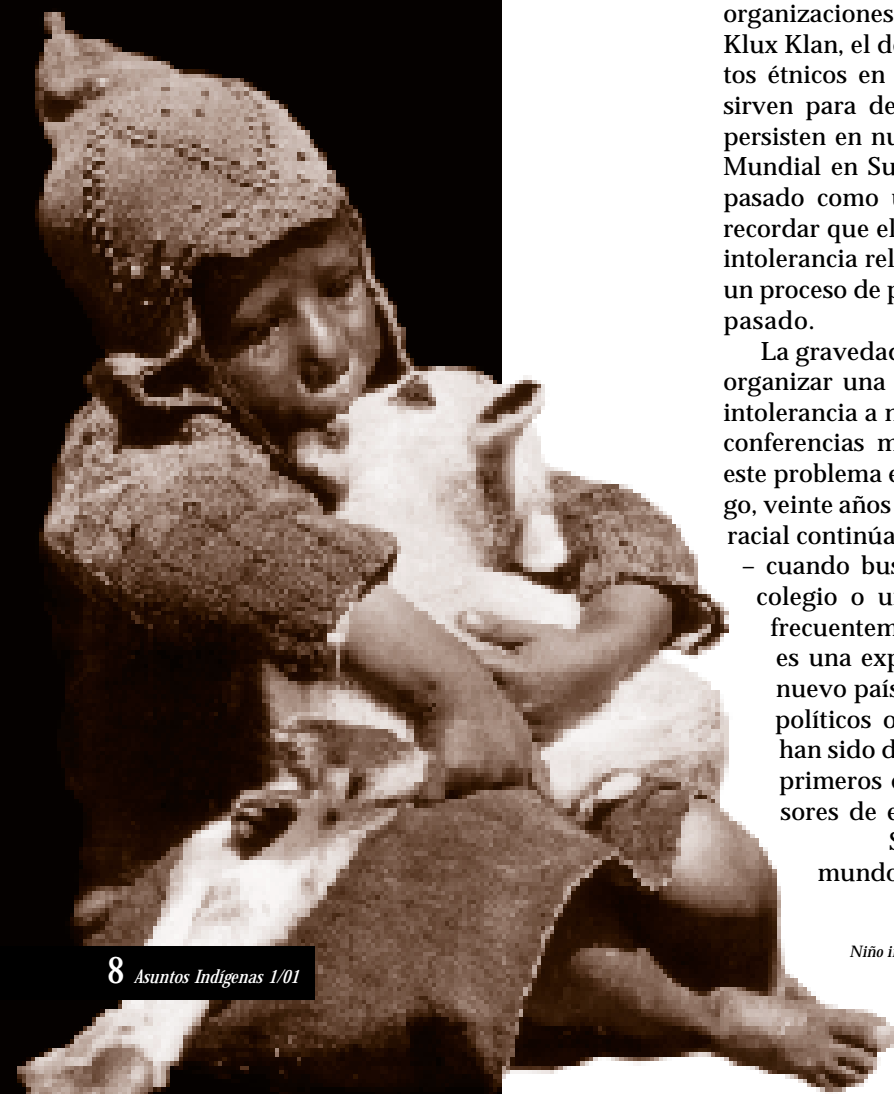 organizaciones
Klux Klan, el de
tos étnicos en
sirven para de
persisten en nu
Mundial en Su
pasado como u
recordar que el
intolerancia rel
un proceso de p
pasado.
La gravedad
organizar una
intolerancia a n
conferencias m
este problema e
go, veinte años
racial continúa
– cuando bus
colegio o u
frecuentem
es una exp
nuevo país
políticos o
han sido d
primeros
sores de e
S
mundo
Niño i
8 Asuntos Indígenas 1/01